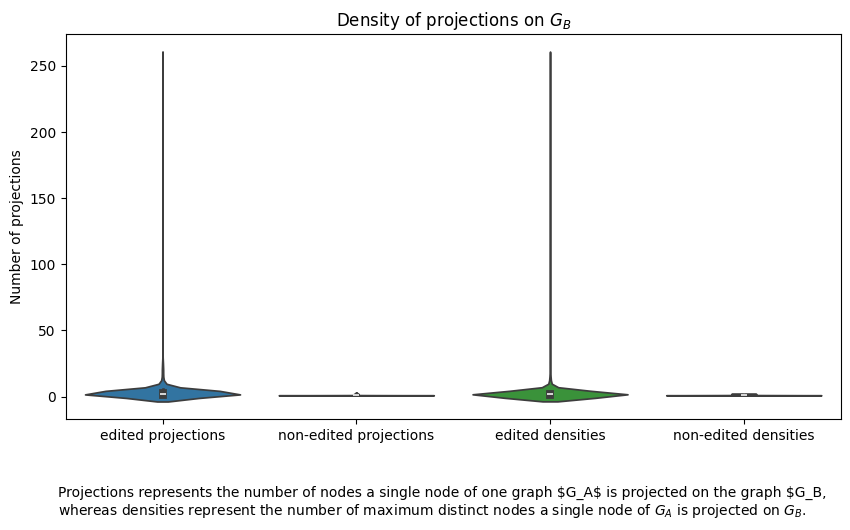 Density of projections on $G_B$
250
200
150
100
50
0
Number of projections
edited projections non-edited projections edited densities non-edited densities
Projections represents the number of nodes a single node of one graph $G_A$ is projected on the graph $G_B,
whereas densities represent the number of maximum distinct nodes a single node of $G_A$ is projected on $G_B$.